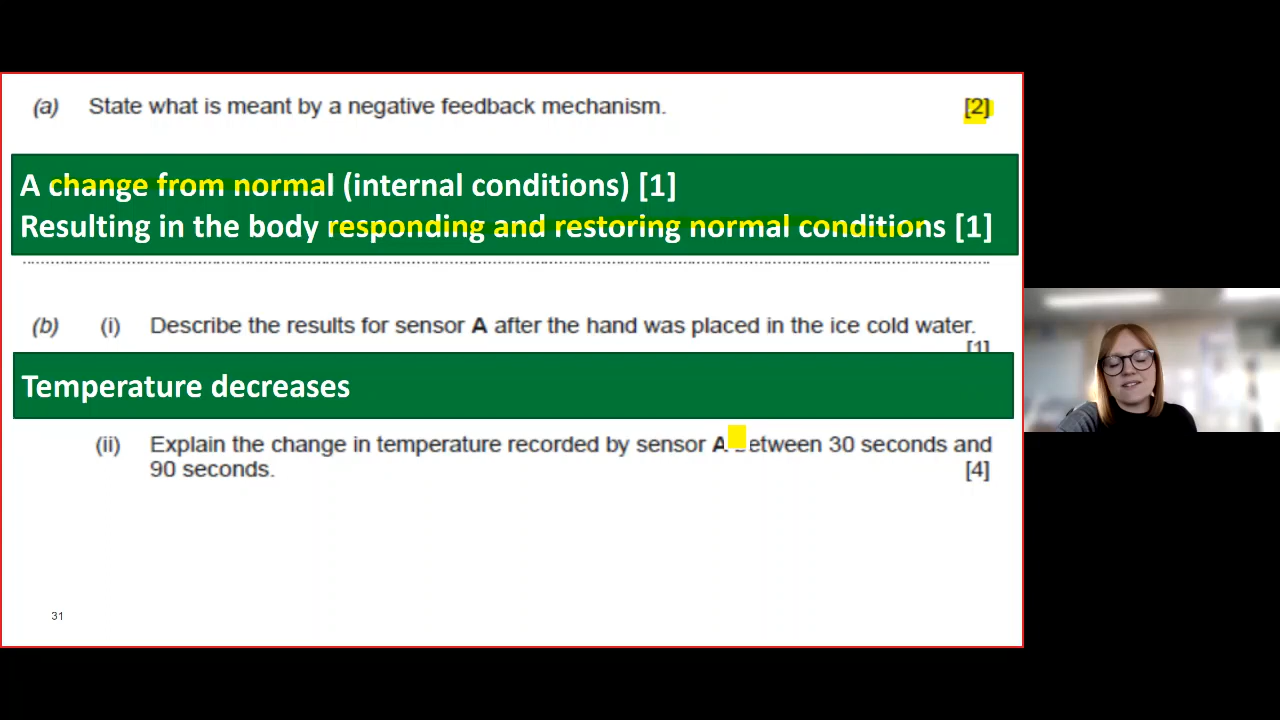 (a) State what is meant by a negative feedback mechanism. [2]
A change from normal (internal conditions) [1]
Resulting in the body responding and restoring normal conditions [1]
(b) (i) Describe the results for sensor A after the hand was placed in the ice cold water.
[1]
Temperature decreases
(ii) Explain the change in temperature recorded by sensor A between 30 seconds and
90 seconds. [4]
31